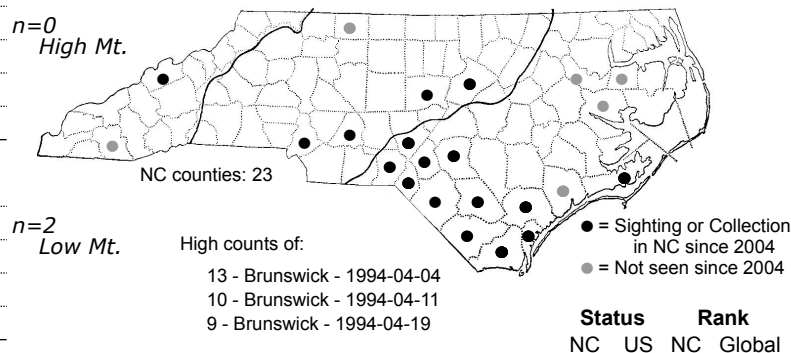 n=0
High Mt.
NC counties: 23
n=2
Low Mt.
High counts of:
13 - Brunswick - 1994-04-04
10 - Brunswick - 1994-04-11
9 - Brunswick - 1994-04-19
= Sighting or Collection
in NC since 2004
= Not seen since 2004
Status Rank
NC US NC Global